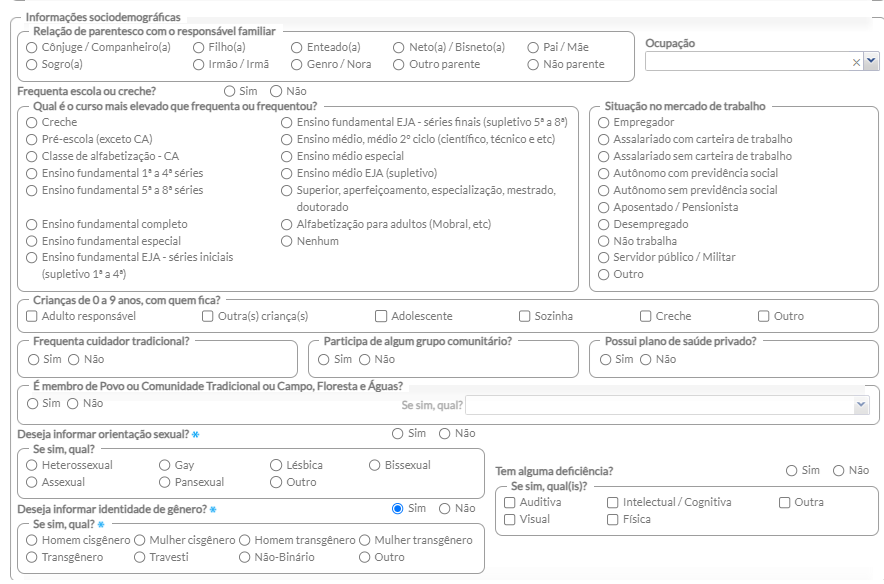 Informações sociodemográficas
Relação de parentesco com o responsável familiar
Cônjuge / Companheiro(a) Filho(a) Enteado(a) Neto(a) / Bisneto(a) Pai / Mãe
Sogro(a) Irmão / Irmã Genro / Nora Outro parente Não parente
Ocupação
Frequenta escola ou creche? Sim Não
Qual é o curso mais elevado que frequenta ou frequentou?
Creche
Pré-escola (exceto CA)
Classe de alfabetização - CA
Ensino fundamental 1ª a 4ª séries
Ensino fundamental 5ª a 8ª séries
Ensino fundamental completo
Ensino fundamental especial
Ensino fundamental EJA - séries iniciais
(supletivo 1ª a 4ª)
Ensino fundamental EJA - séries finais (supletivo 5ª a 8ª)
Ensino médio, médio 2º ciclo (científico, técnico e etc)
Ensino médio especial
Ensino médio EJA (supletivo)
Superior, aperfeiçoamento, especialização, mestrado,
doutorado
Alfabetização para adultos (Mobral, etc)
Nenhum
Situação no mercado de trabalho
Empregador
Assalariado com carteira de trabalho
Assalariado sem carteira de trabalho
Autônomo com previdência social
Autônomo sem previdência social
Aposentado / Pensionista
Desempregado
Não trabalha
Servidor público / Militar
Outro
Crianças de 0 a 9 anos, com quem fica?
Adulto responsável Outra(s) criança(s) Adolescente Sozinha Creche Outro
Frequenta cuidador tradicional?
Sim Não
Participa de algum grupo comunitário?
Sim Não
Possui plano de saúde privado?
Sim Não
É membro de Povo ou Comunidade Tradicional ou Campo, Floresta e Águas?
Sim Não Se sim, qual?
Deseja informar orientação sexual? * Sim Não
Se sim, qual?
Heterossexual Gay Lésbica Bissexual
Assexual Pansexual Outro
Tem alguma deficiência? Sim Não
Se sim, qual(is)?
Auditiva Intelectual / Cognitiva Outra
Visual Física
Deseja informar identidade de gênero? * Sim Não
Se sim, qual? *
Homem cisgênero Mulher cisgênero Homem transgênero Mulher transgênero
Transgênero Travesti Não-Binário Outro